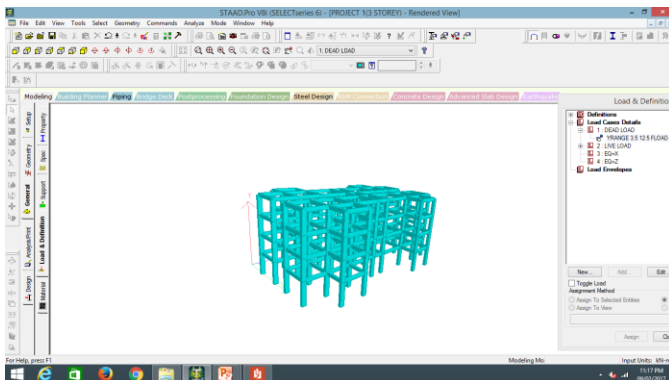 STAAD.Pro V8i (SELECTseries 6) - [PROJECT 1(3 STOREY) - Rendered View]
File Edit View Tools Select Geometry Commands Analyze Mode Window Help
1: DEAD LOAD
Modeling Building Planner Piping Bridge Deck Postprocessing Foundation Design Steel Design Concrete Design Advanced Slab Design Earthquake
Load & Definitio
Setup
Geometry
General
Analysis/Print
Design
Property
Spec
Support
Load & Definition
Material
Y
Definitions
Load Cases Details
1 : DEAD LOAD
YRANGE 3.5 12.5 FLOAD
2 : LIVE LOAD
3 : EQ+X
4 : EQ+Z
Load Envelopes
New... Add... Edit
Toggle Load
Assignment Method
Assign To Selected Entities
Assign To View
Assign
For Help, press F1
Modeling Mo
Input Units: kN-m
11:17 PM